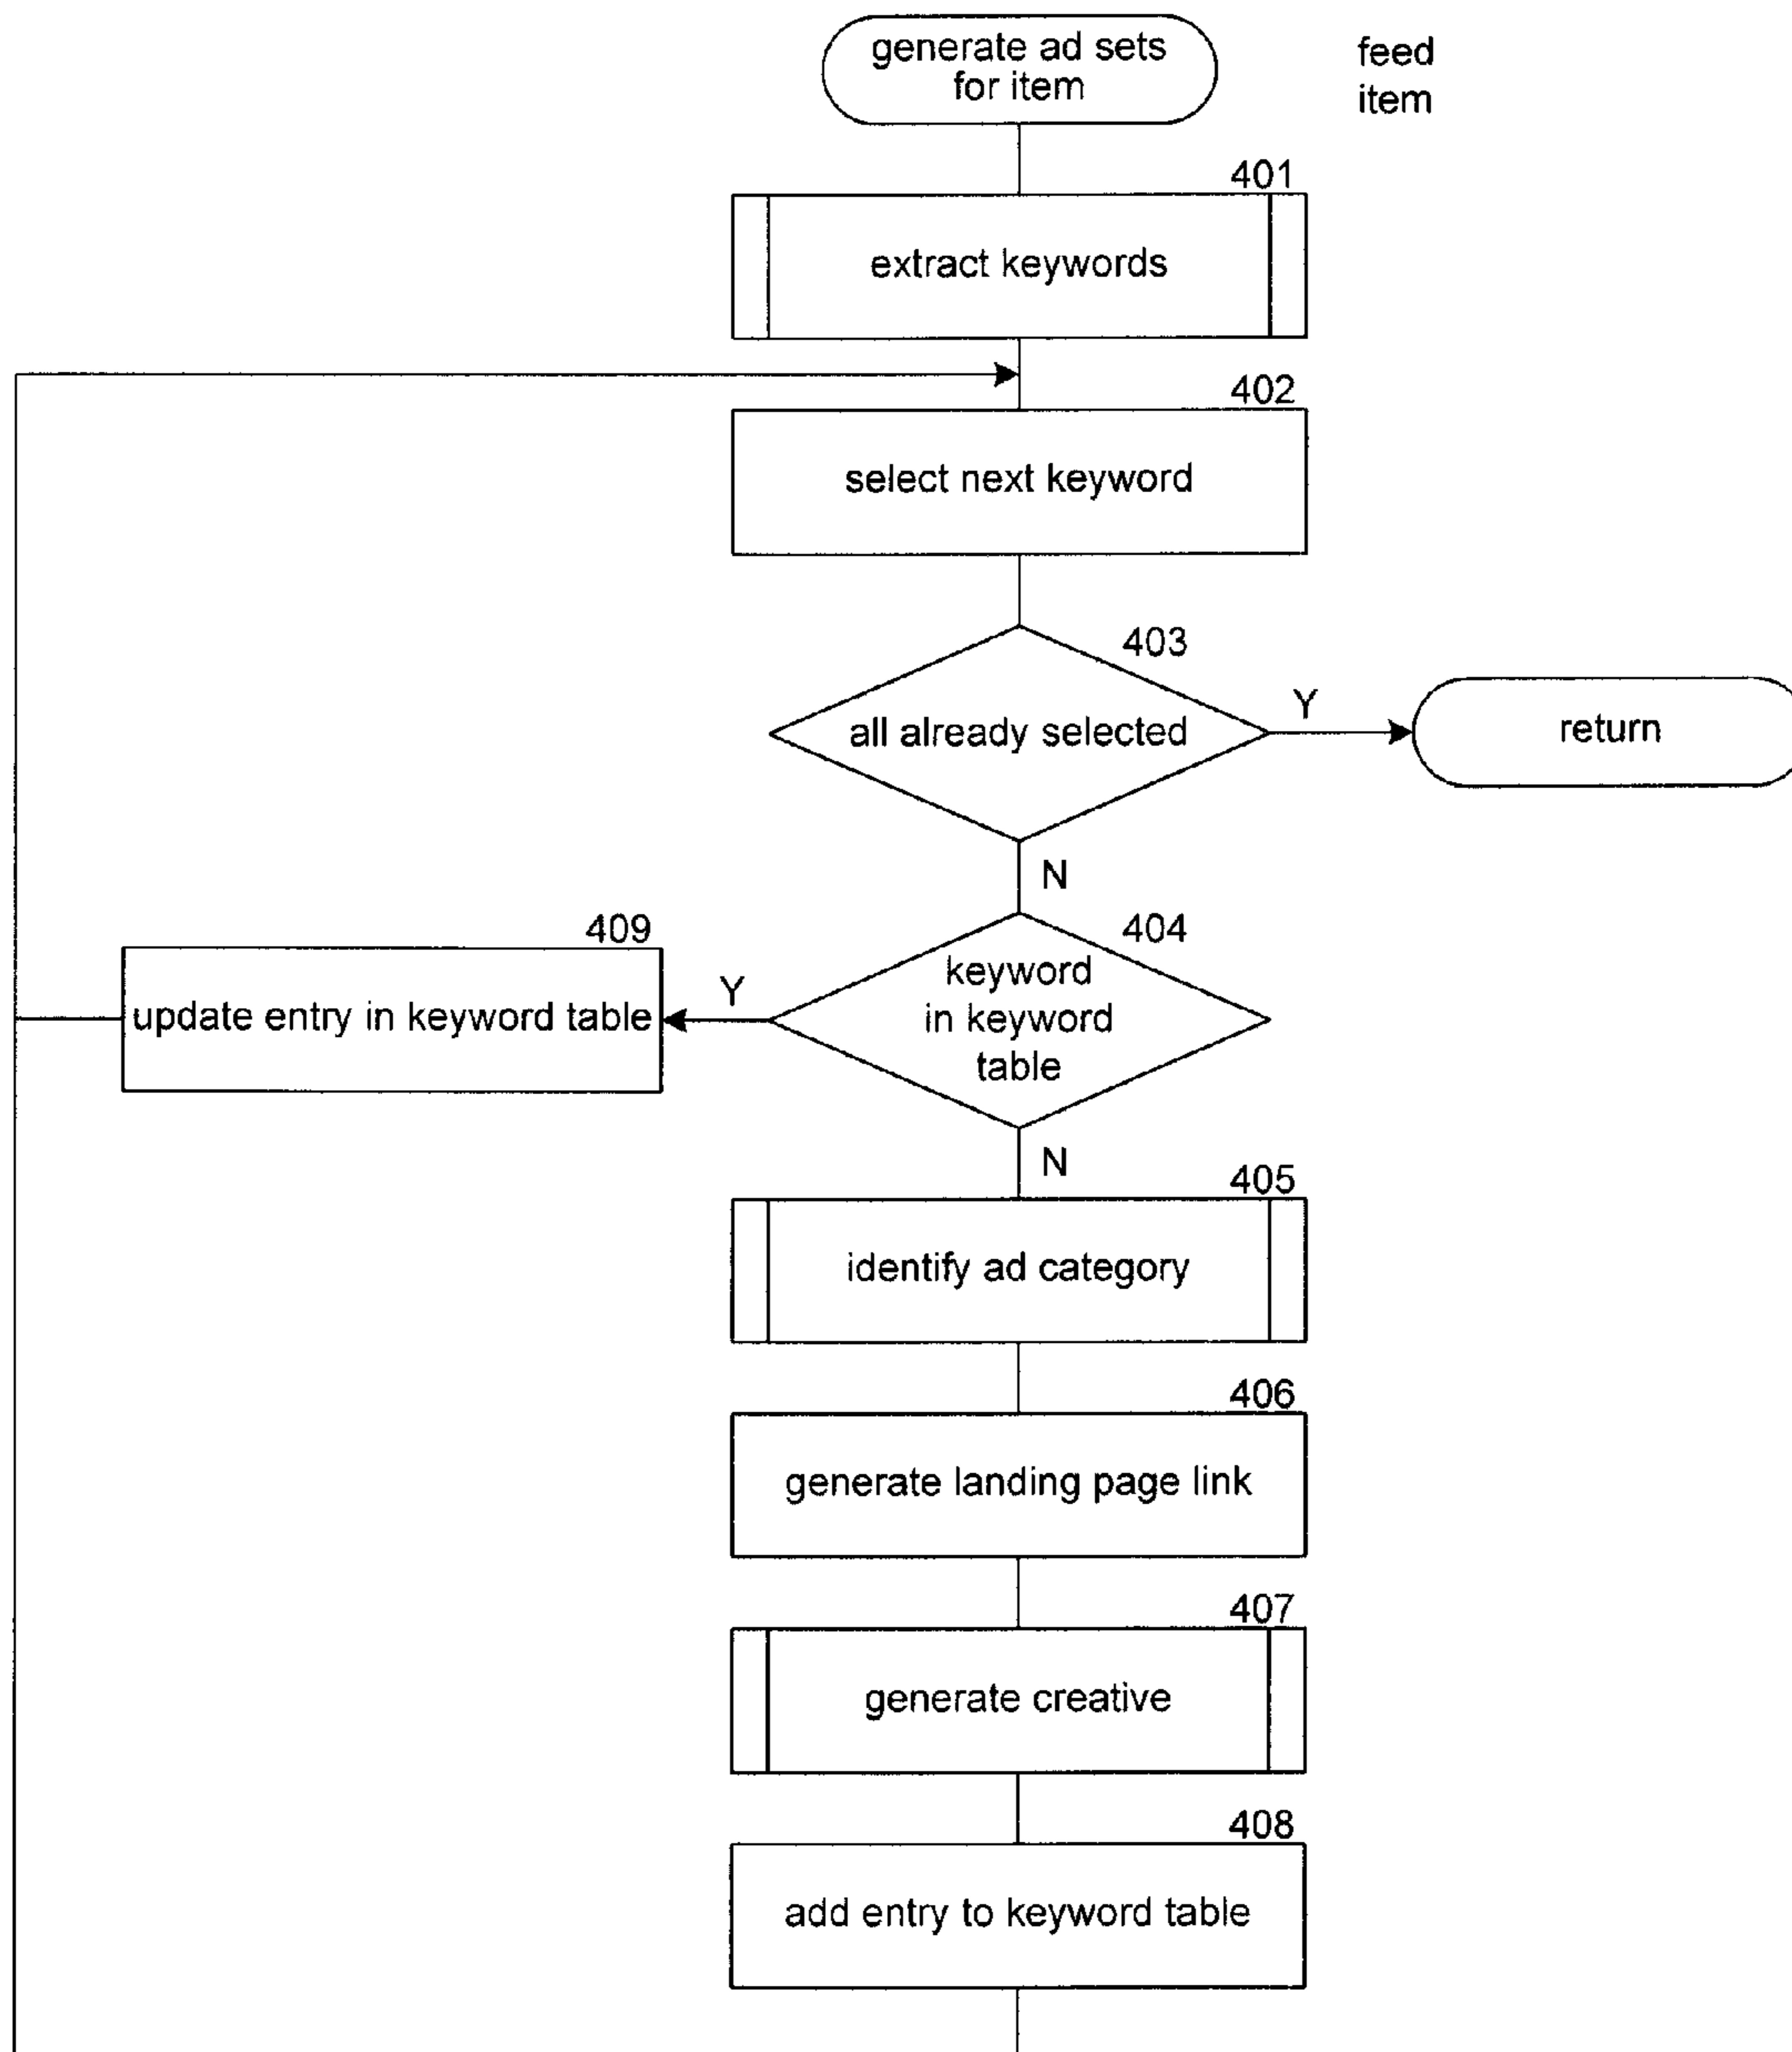 generate ad sets
for item
feed
item
401
extract keywords
402
select next keyword
403
all already selected
Y
return
N
409
update entry in keyword table
Y
404
keyword
in keyword
table
N
405
identify ad category
406
generate landing page link
407
generate creative
408
add entry to keyword table